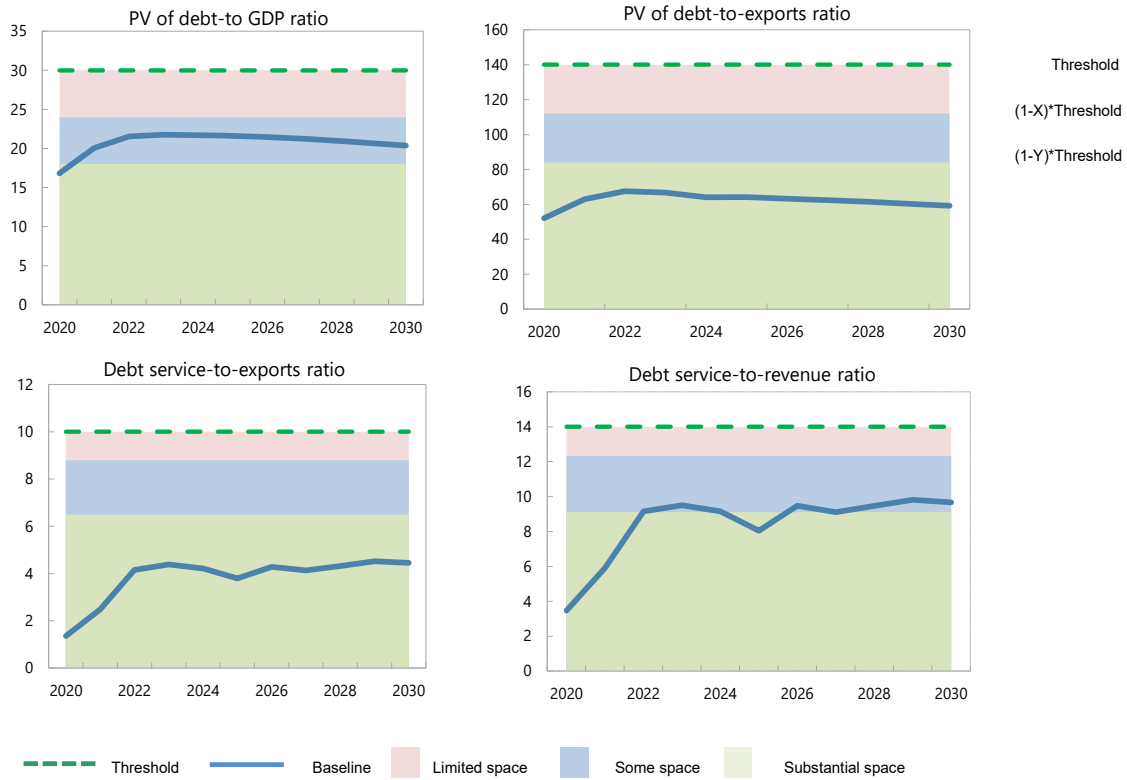 PV of debt-to GDP ratio
35
30
25
20
15
10
5
0
2020 2022 2024 2026 2028 2030
PV of debt-to-exports ratio
160
140
120
100
80
60
40
20
0
2020 2022 2024 2026 2028 2030
Threshold
(1-X)*Threshold
(1-Y)*Threshold
Debt service-to-exports ratio
12
10
8
6
4
2
0
2020 2022 2024 2026 2028 2030
Debt service-to-revenue ratio
16
14
12
10
8
6
4
2
0
2020 2022 2024 2026 2028 2030
Threshold Baseline Limited space Some space Substantial space